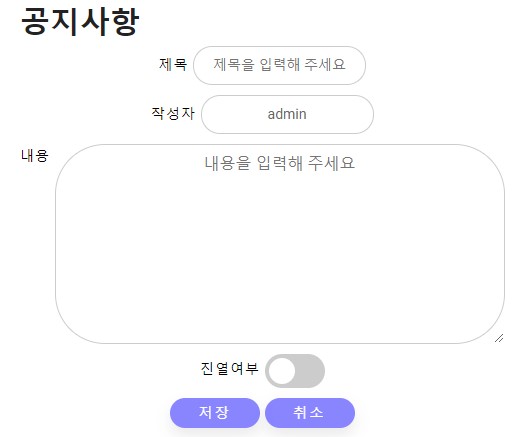 공지사항
제목 제목을 입력해 주세요
작성자 admin
내용 내용을 입력해 주세요
진열여부
저장 취소